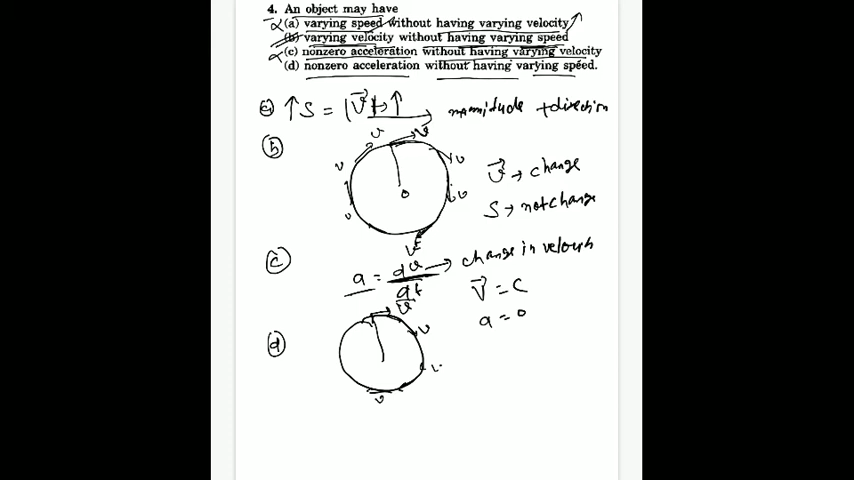 4. An object may have
(a) varying speed without having varying velocity
(b) varying velocity without having varying speed
(c) nonzero acceleration without having varying velocity
(d) nonzero acceleration without having varying speed.
(a) ↑ S = |v⃗| → ↑ magnitude + direction
(b)
v v⃗
v v
v⃗ → change
O
v v
S → not change
v
(c)
a = dv/dt → change in velocity
v⃗ = C
a = 0
(d)
v
v
v
v